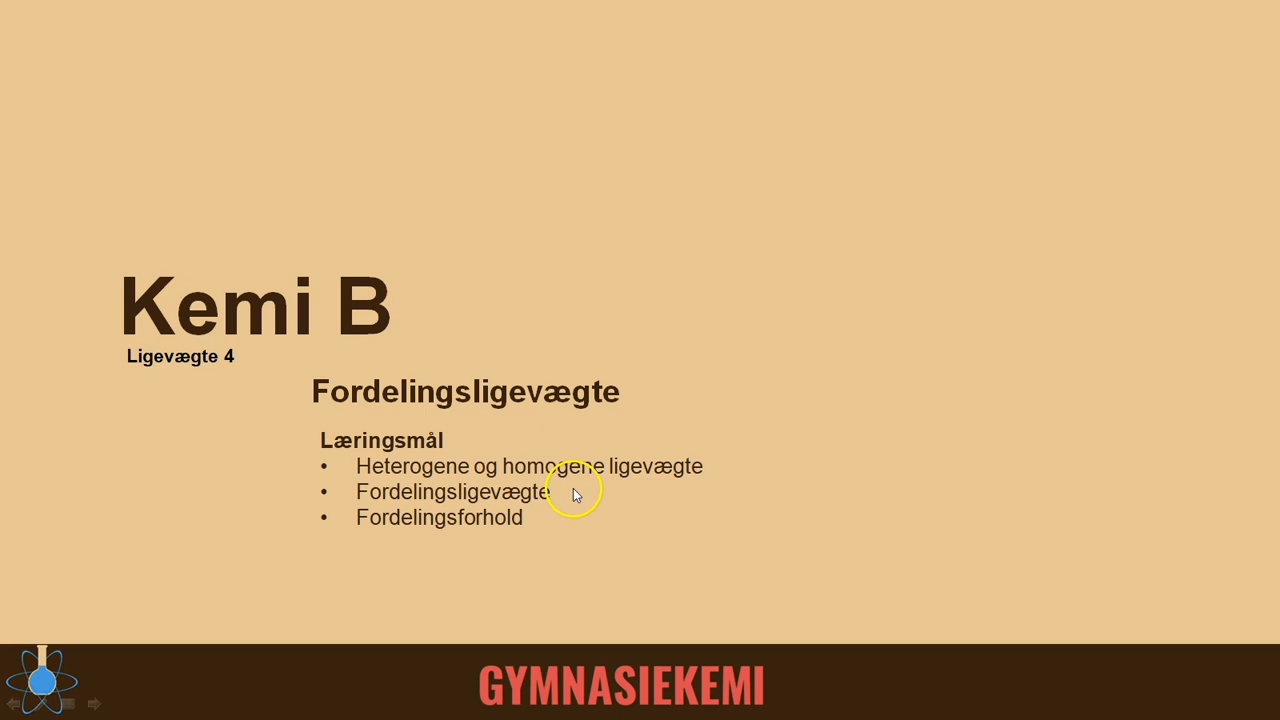 Kemi B
Ligevægte 4
Fordelingsligevægte
Læringsmål
• Heterogene og homogene ligevægte
• Fordelingsligevægte
• Fordelingsforhold
GYMNASIEKEMI